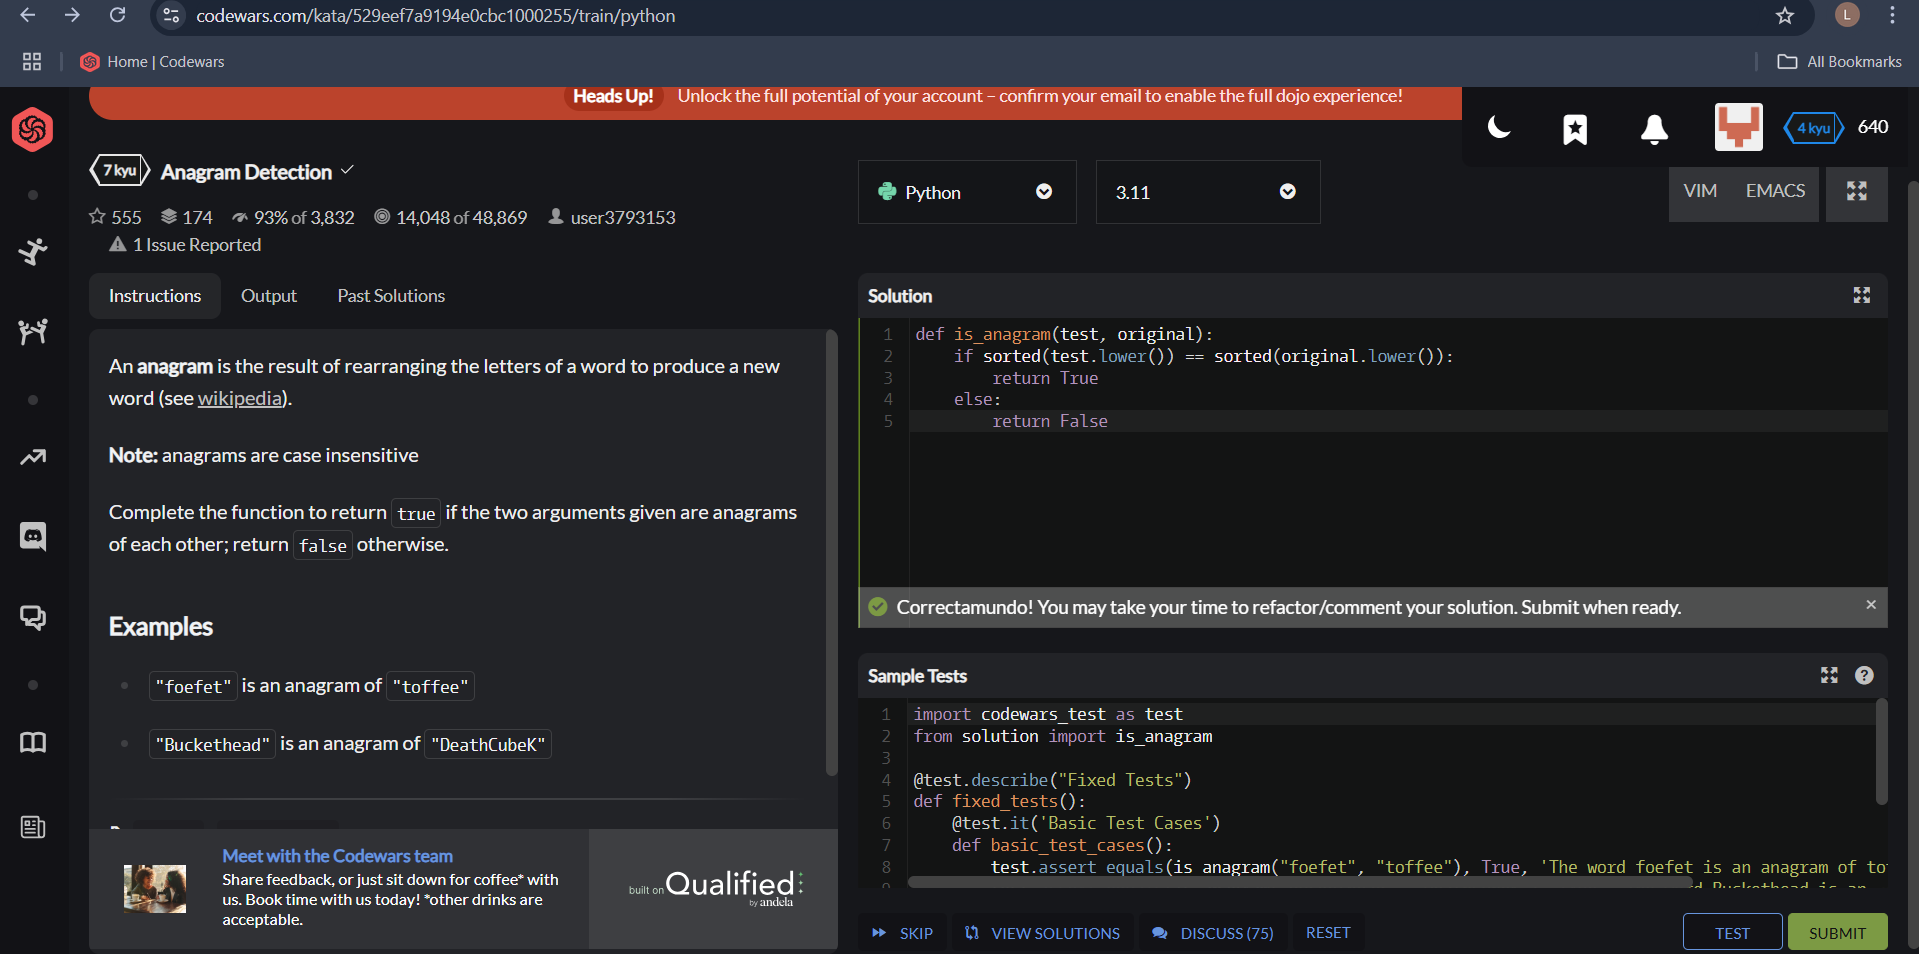 codewars.com/kata/529eef7a9194e0cbc1000255/train/python
L
Home | Codewars
All Bookmarks
Heads Up! Unlock the full potential of your account – confirm your email to enable the full dojo experience!
4 kyu 640
7 kyu Anagram Detection
555 174 93% of 3,832 14,048 of 48,869 user3793153
1 Issue Reported
Python
3.11
VIM EMACS
Instructions Output Past Solutions
An anagram is the result of rearranging the letters of a word to produce a new
word (see wikipedia).
Note: anagrams are case insensitive
Complete the function to return true if the two arguments given are anagrams
of each other; return false otherwise.
Examples
"foefet" is an anagram of "toffee"
"Buckethead" is an anagram of "DeathCubeK"
Meet with the Codewars team
Share feedback, or just sit down for coffee* with
us. Book time with us today! *other drinks are
acceptable.
built on Qualified
by andela
Solution
1 def is_anagram(test, original):
2 if sorted(test.lower()) == sorted(original.lower()):
3 return True
4 else:
5 return False
Correctamundo! You may take your time to refactor/comment your solution. Submit when ready.
Sample Tests
1 import codewars_test as test
2 from solution import is_anagram
3
4 @test.describe("Fixed Tests")
5 def fixed_tests():
6 @test.it('Basic Test Cases')
7 def basic_test_cases():
8 test.assert_equals(is_anagram("foefet", "toffee"), True, 'The word foefet is an anagram of to
Buckethead is an
SKIP VIEW SOLUTIONS DISCUSS (75) RESET
TEST SUBMIT